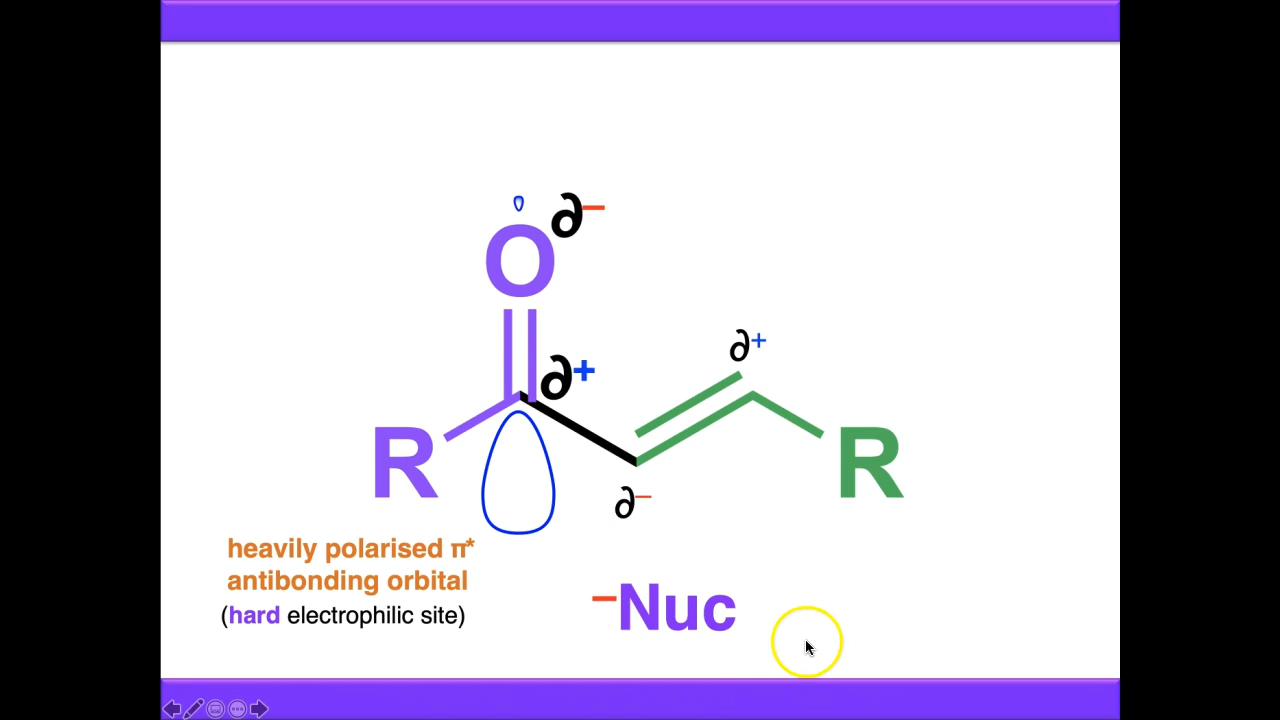 O∂−
∂+
∂+
R
R
∂−
heavily polarised π*
antibonding orbital
(hard electrophilic site)
−Nuc